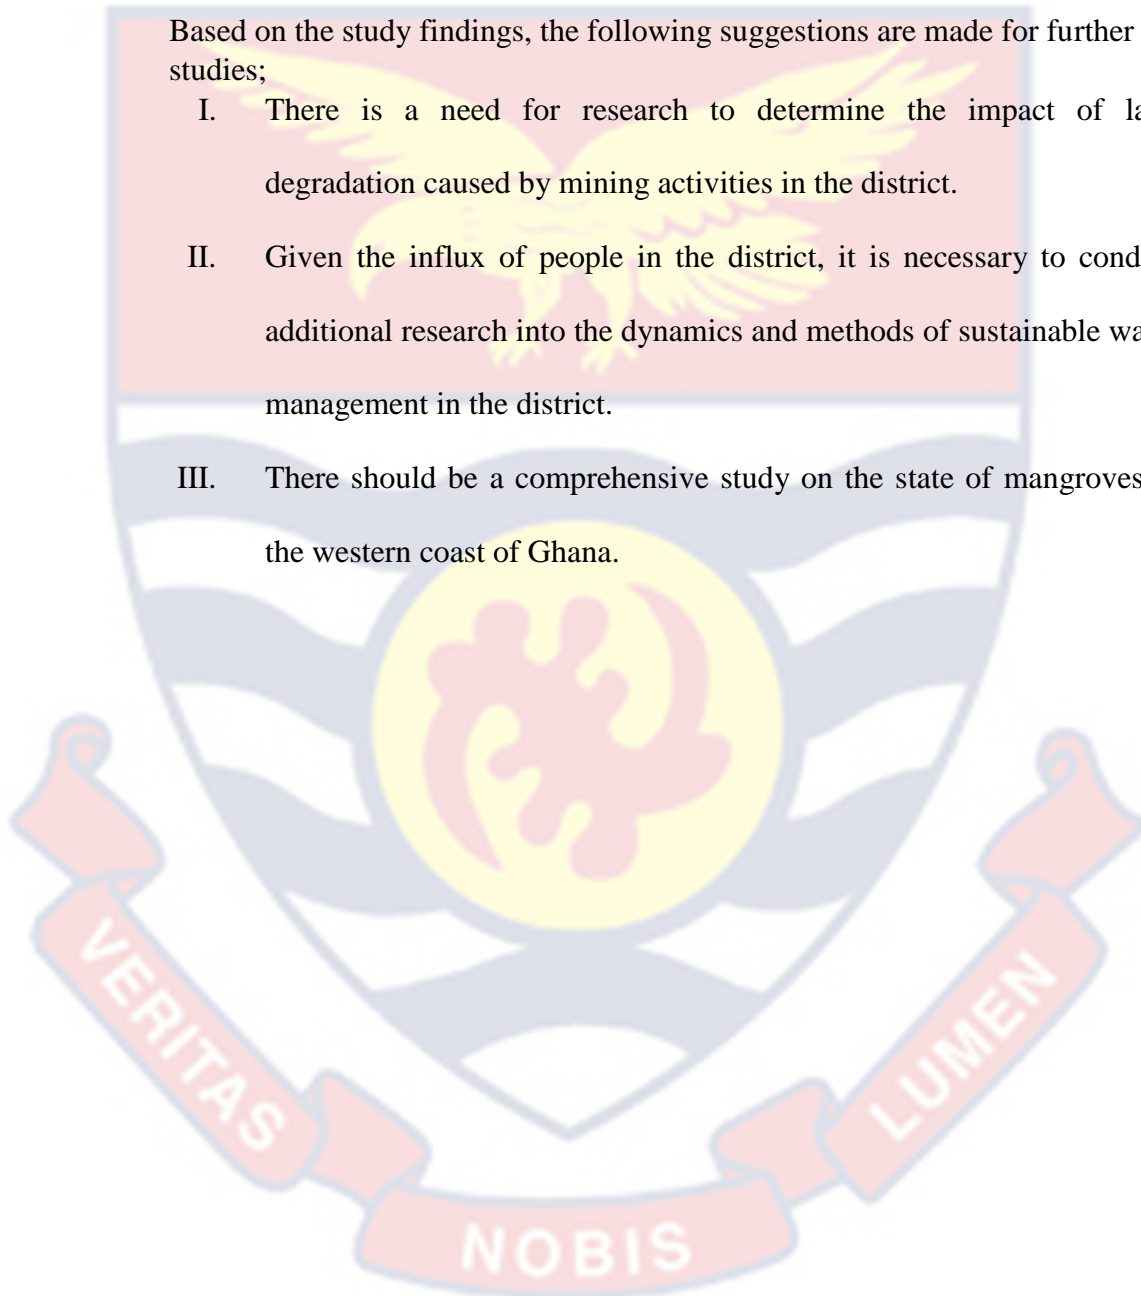 Based on the study findings, the following suggestions are made for further
studies;
I. There is a need for research to determine the impact of
degradation caused by mining activities in the district.
II. Given the influx of people in the district, it is necessary to
additional research into the dynamics and methods of sustainable
management in the district.
III. There should be a comprehensive study on the state of mangroves
the western coast of Ghana.
VERITAS
NOBIS
LUMEN